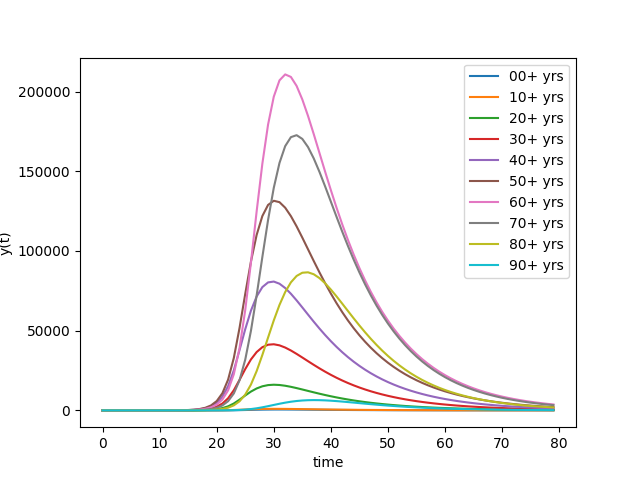 200000
150000
100000
50000
0
y(t)
0 10 20 30 40 50 60 70 80
time
00+ yrs
10+ yrs
20+ yrs
30+ yrs
40+ yrs
50+ yrs
60+ yrs
70+ yrs
80+ yrs
90+ yrs